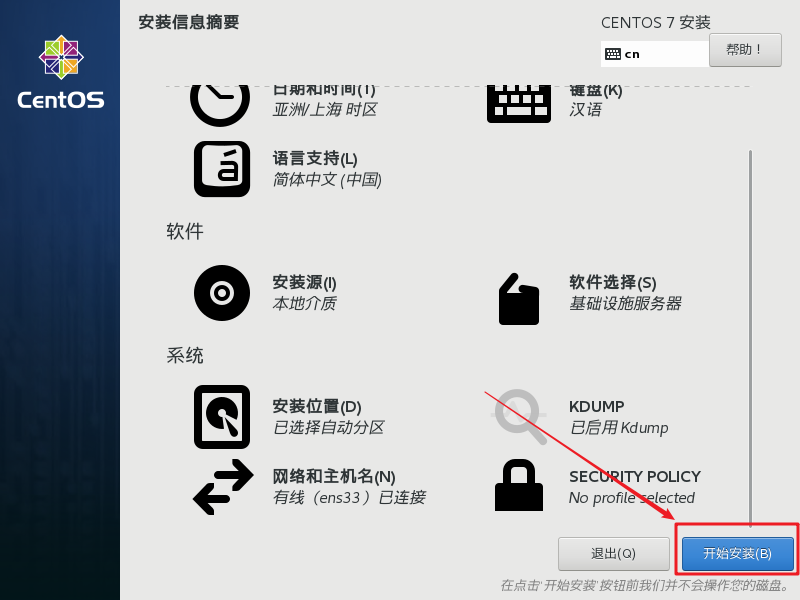 安装信息摘要
CENTOS 7 安装
cn
帮助！
CentOS
日期和时间(T)
亚洲/上海 时区
键盘(K)
汉语
语言支持(L)
简体中文 (中国)
软件
安装源(I)
本地介质
软件选择(S)
基础设施服务器
系统
安装位置(D)
已选择自动分区
KDUMP
已启用 Kdump
网络和主机名(N)
有线（ens33）已连接
SECURITY POLICY
No profile selected
退出(Q)
开始安装(B)
在点击'开始安装'按钮前我们并不会操作您的磁盘。